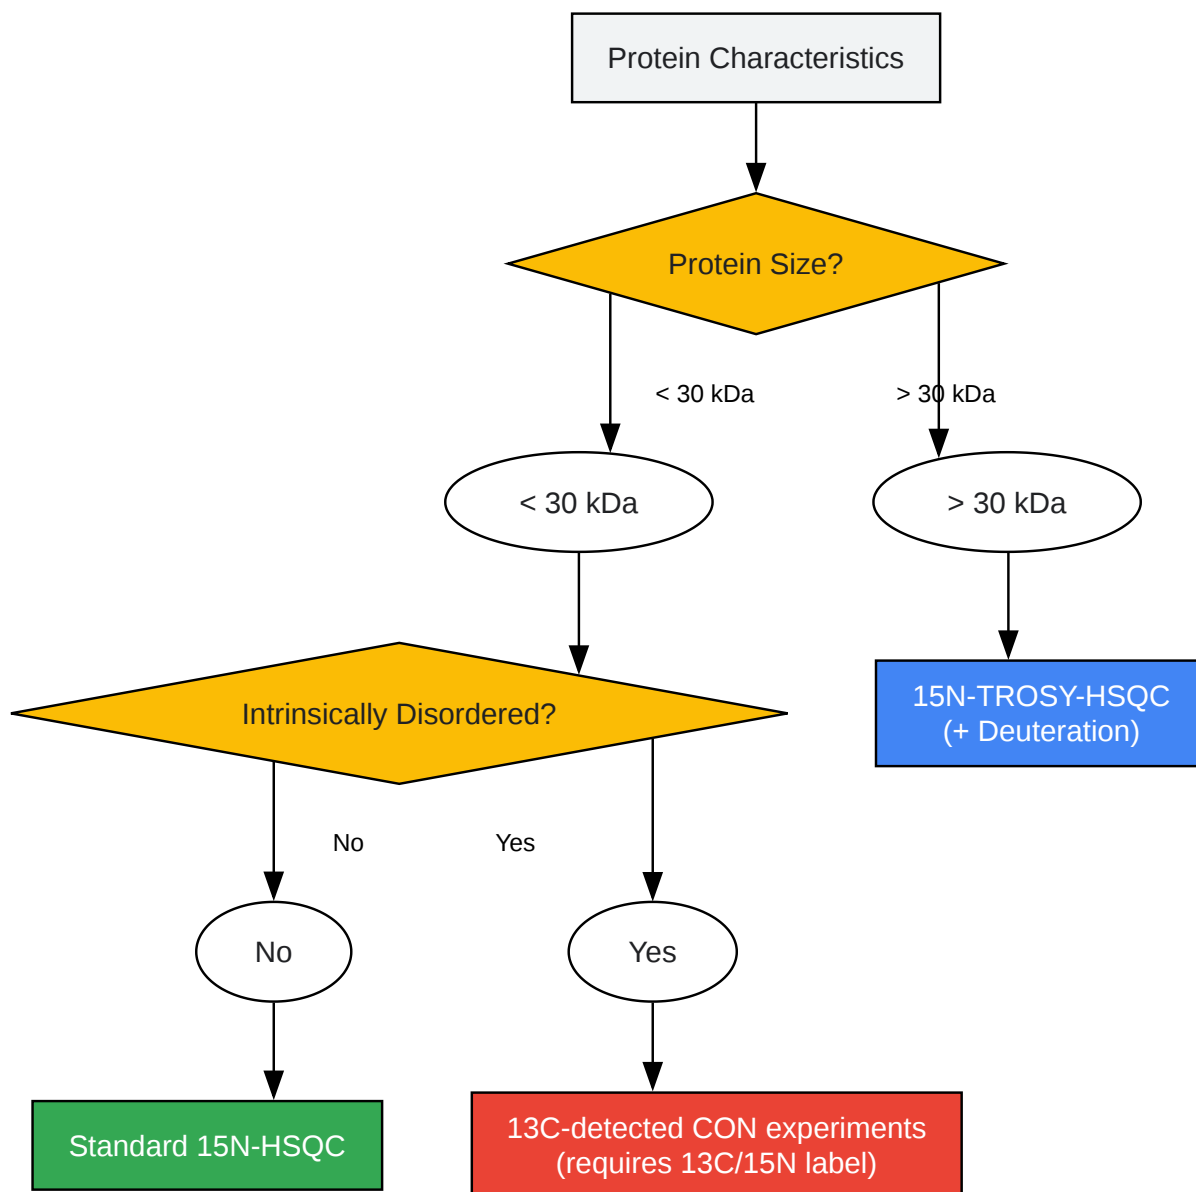 Protein Characteristics
Protein Size?
< 30 kDa
> 30 kDa
< 30 kDa
> 30 kDa
Intrinsically Disordered?
15N-TROSY-HSQC
(+ Deuteration)
No
Yes
No
Yes
Standard 15N-HSQC
13C-detected CON experiments
(requires 13C/15N label)